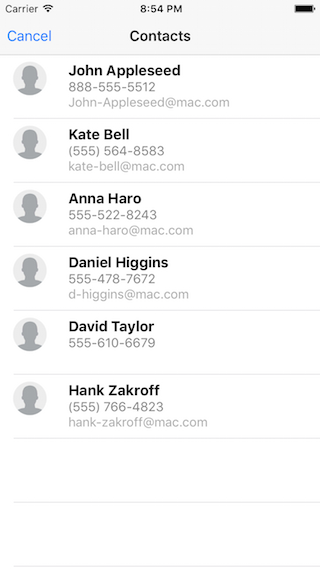 Carrier 8:54 PM
Cancel Contacts
John Appleseed
888-555-5512
John-Appleseed@mac.com
Kate Bell
(555) 564-8583
kate-bell@mac.com
Anna Haro
555-522-8243
anna-haro@mac.com
Daniel Higgins
555-478-7672
d-higgins@mac.com
David Taylor
555-610-6679
Hank Zakroff
(555) 766-4823
hank-zakroff@mac.com